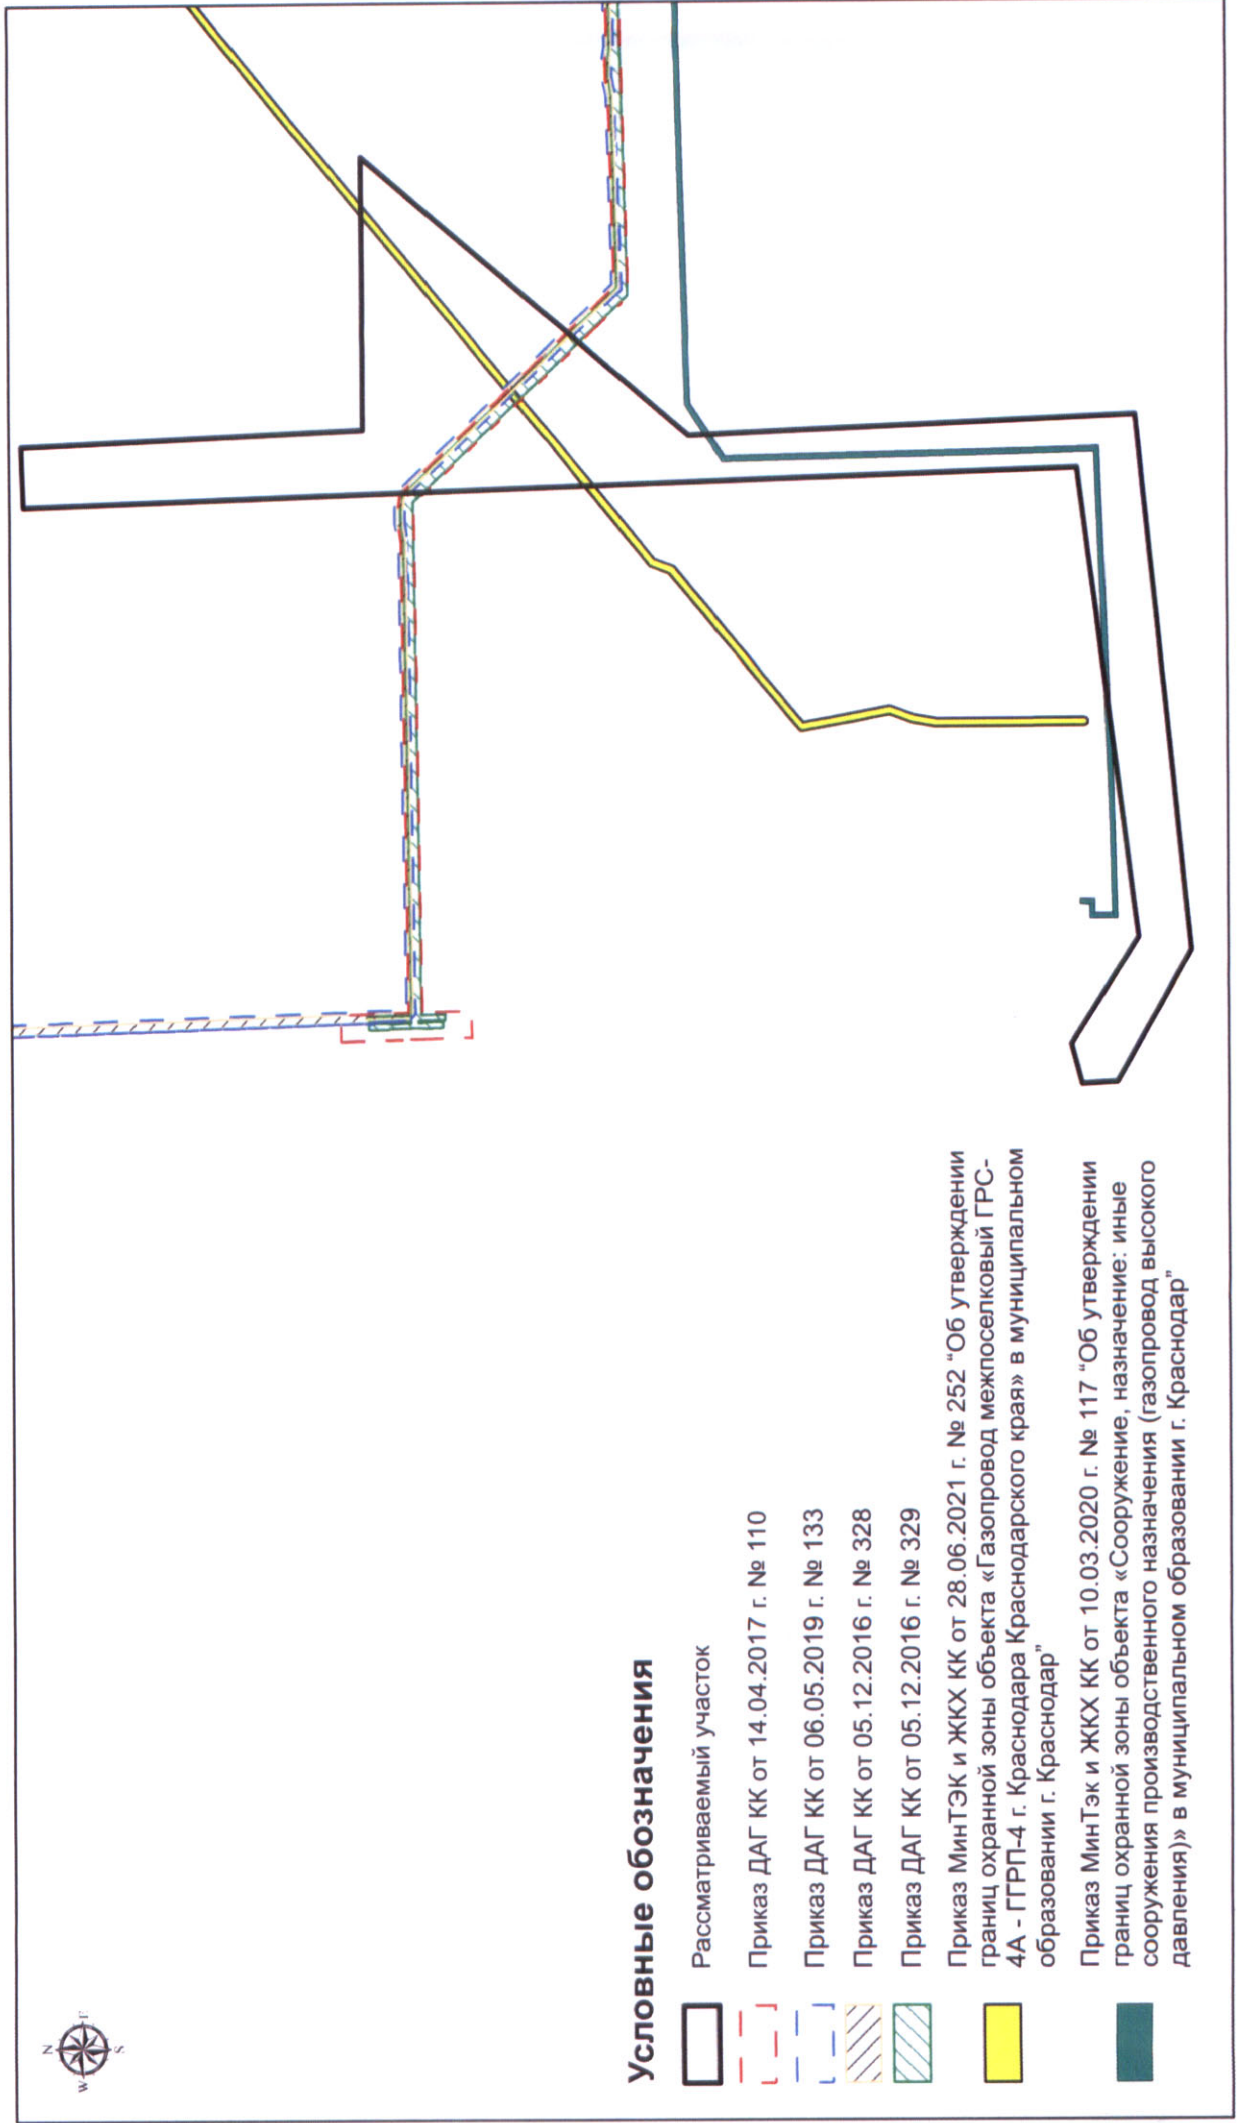 N
W
E
S
Условные обозначения
Рассматриваемый участок
Приказ ДАГ КК от 14.04.2017 г. № 110
Приказ ДАГ КК от 06.05.2019 г. № 133
Приказ ДАГ КК от 05.12.2016 г. № 328
Приказ ДАГ КК от 05.12.2016 г. № 329
Приказ МинТЭК и ЖКХ КК от 28.06.2021 г. № 252 “Об утверждении
границ охранной зоны объекта «Газопровод межпоселковый ГРС-
4А - ГГРП-4 г. Краснодара Краснодарского края» в муниципальном
образовании г. Краснодар”
Приказ МинТэк и ЖКХ КК от 10.03.2020 г. № 117 “Об утверждении
границ охранной зоны объекта «Сооружение, назначение: иные
сооружения производственного назначения (газопровод высокого
давления)» в муниципальном образовании г. Краснодар”